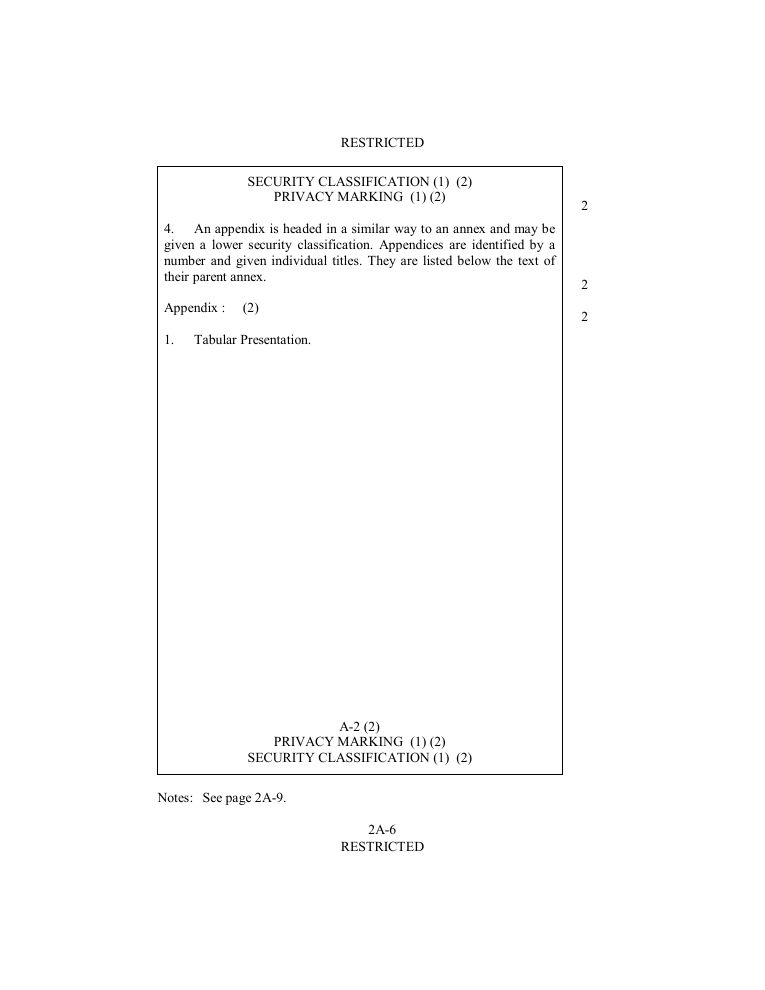 RESTRICTED
SECURITY CLASSIFICATION (1) (2)
PRIVACY MARKING (1) (2)
2
4. An appendix is headed in a similar way to an annex and may be
given a lower security classification. Appendices are identified by a
number and given individual titles. They are listed below the text of
their parent annex.
2
Appendix : (2)
2
1. Tabular Presentation.
A-2 (2)
PRIVACY MARKING (1) (2)
SECURITY CLASSIFICATION (1) (2)
Notes: See page 2A-9.
2A-6
RESTRICTED